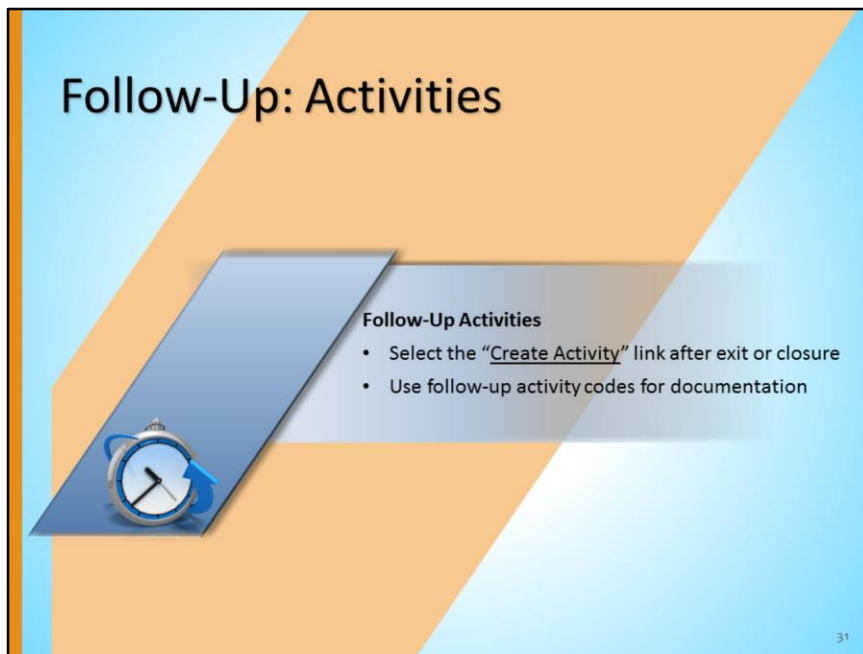 Follow-Up: Activities
Follow-Up Activities
• Select the “Create Activity” link after exit or closure
• Use follow-up activity codes for documentation
31